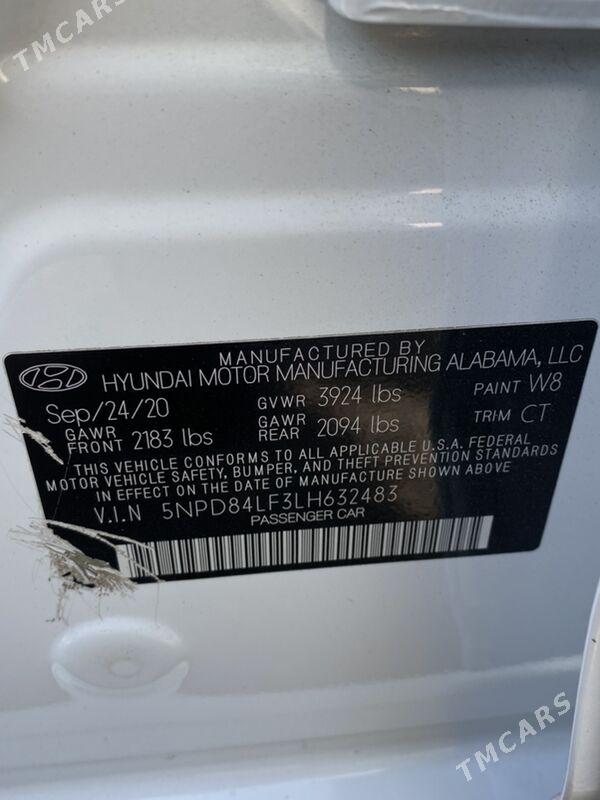 TMCARS
MANUFACTURED BY
HYUNDAI MOTOR MANUFACTURING ALABAMA, LLC
Sep/24/20 GVWR 3924 lbs PAINT W8
GAWR FRONT 2183 lbs GAWR REAR 2094 lbs TRIM CT
THIS VEHICLE CONFORMS TO ALL APPLICABLE U.S.A. FEDERAL
MOTOR VEHICLE SAFETY, BUMPER, AND THEFT PREVENTION STANDARDS
IN EFFECT ON THE DATE OF MANUFACTURE SHOWN ABOVE
V.I.N 5NPD84LF3LH632483
PASSENGER CAR
TMCARS